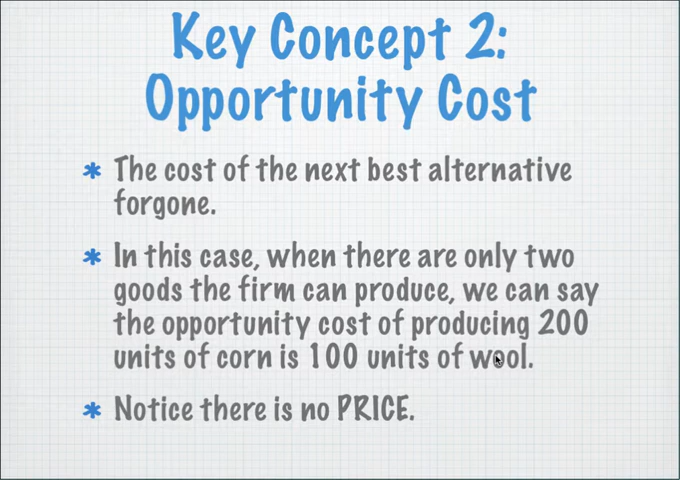 Key Concept 2:
Opportunity Cost
* The cost of the next best alternative
forgone.
* In this case, when there are only two
goods the firm can produce, we can say
the opportunity cost of producing 200
units of corn is 100 units of wool.
* Notice there is no PRICE.